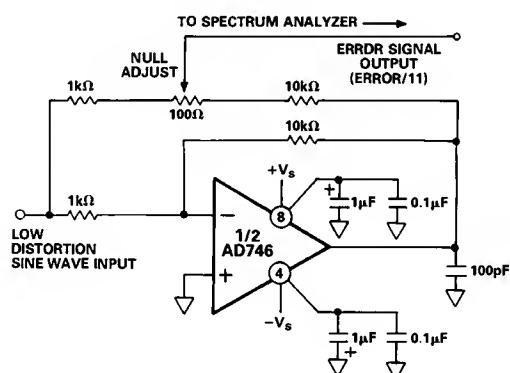 TO SPECTRUM ANALYZER
NULL
ADJUST
ERRDR SIGNAL
OUTPUT
(ERROR/11)
1kΩ
100Ω
10kΩ
10kΩ
+Vs
1kΩ
8
+
1μF
0.1μF
−
1/2
AD746
+
4
LOW
DISTORTION
SINE WAVE INPUT
100pF
−Vs
1μF
+
0.1μF